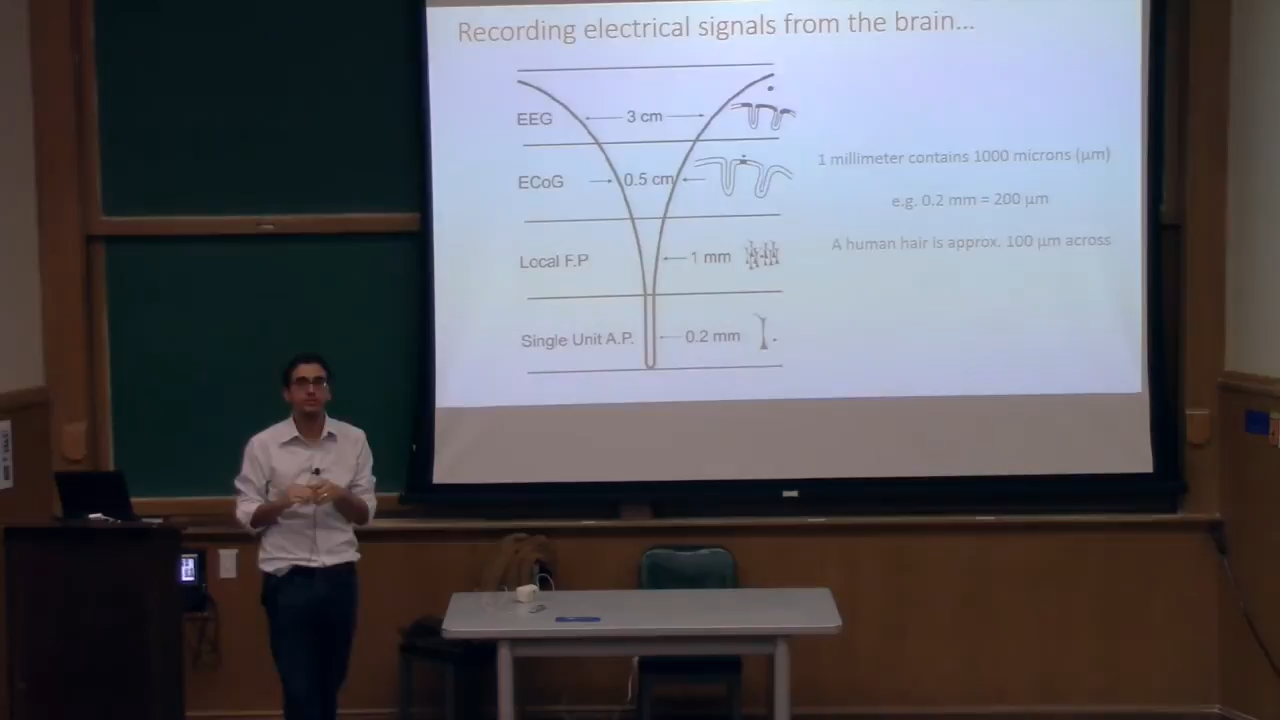 Recording electrical signals from the brain...
EEG
3 cm
ECoG
0.5 cm
Local F.P
1 mm
Single Unit A.P.
0.2 mm
1 millimeter contains 1000 microns (µm)
e.g. 0.2 mm = 200 µm
A human hair is approx. 100 µm across